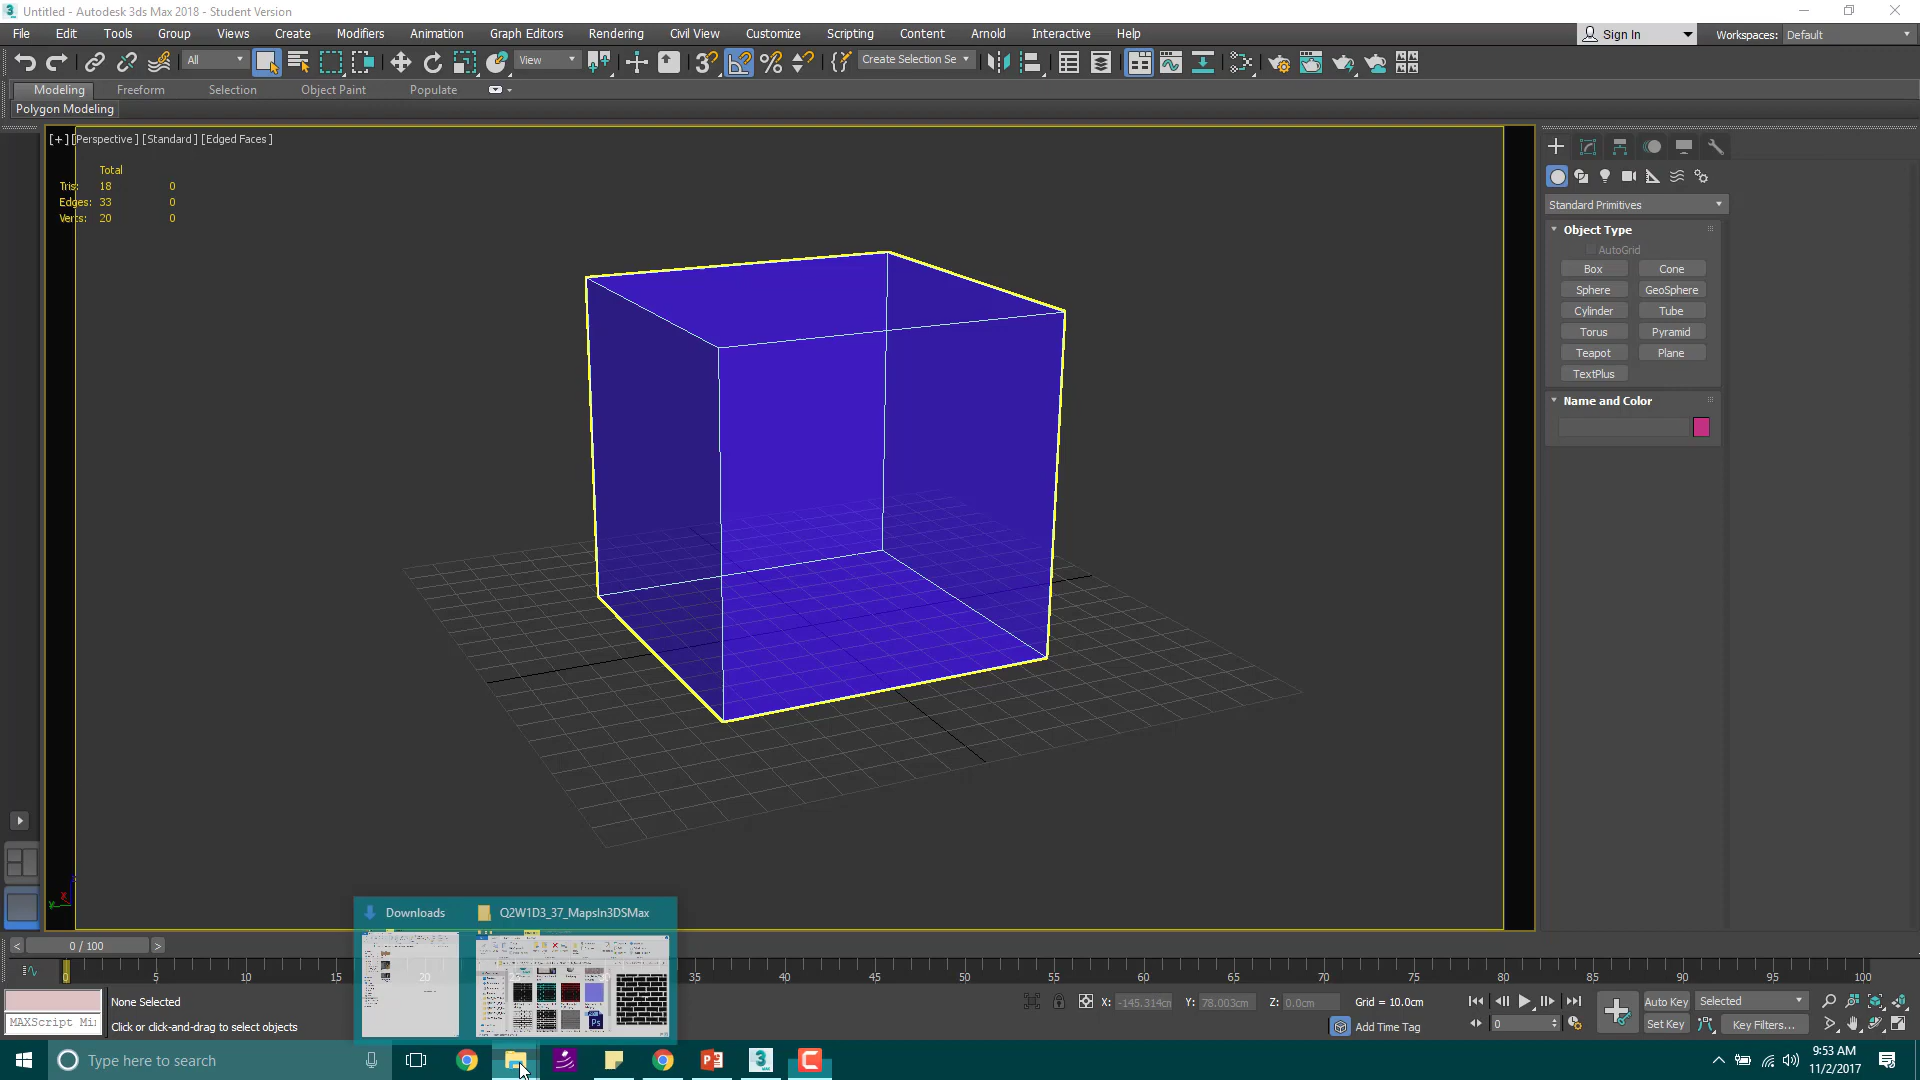 Untitled - Autodesk 3ds Max 2018 - Student Version
File Edit Tools Group Views Create Modifiers Animation Graph Editors Rendering Civil View Customize Scripting Content Arnold Interactive Help
Sign In Workspaces: Default
All View Create Selection Se
Modeling Freeform Selection Object Paint Populate
Polygon Modeling
[+] [Perspective] [Standard] [Edged Faces]
Total
Tris: 18 0
Edges: 33 0
Verts: 20 0
Standard Primitives
Object Type
AutoGrid
Box Cone
Sphere GeoSphere
Cylinder Tube
Torus Pyramid
Teapot Plane
TextPlus
Name and Color
Downloads Q2W1D3_37_MapsIn3DSMax
0 / 100
0 5 10 15 20 35 40 45 50 55 60 65 70 75 80 85 90 95 100
None Selected
MAXScript Mi
Click or click-and-drag to select objects
X: -145.314cm Y: 78.003cm Z: 0.0cm Grid = 10.0cm
Add Time Tag
0
Auto Key Selected
Set Key Key Filters...
Type here to search
9:53 AM
11/2/2017